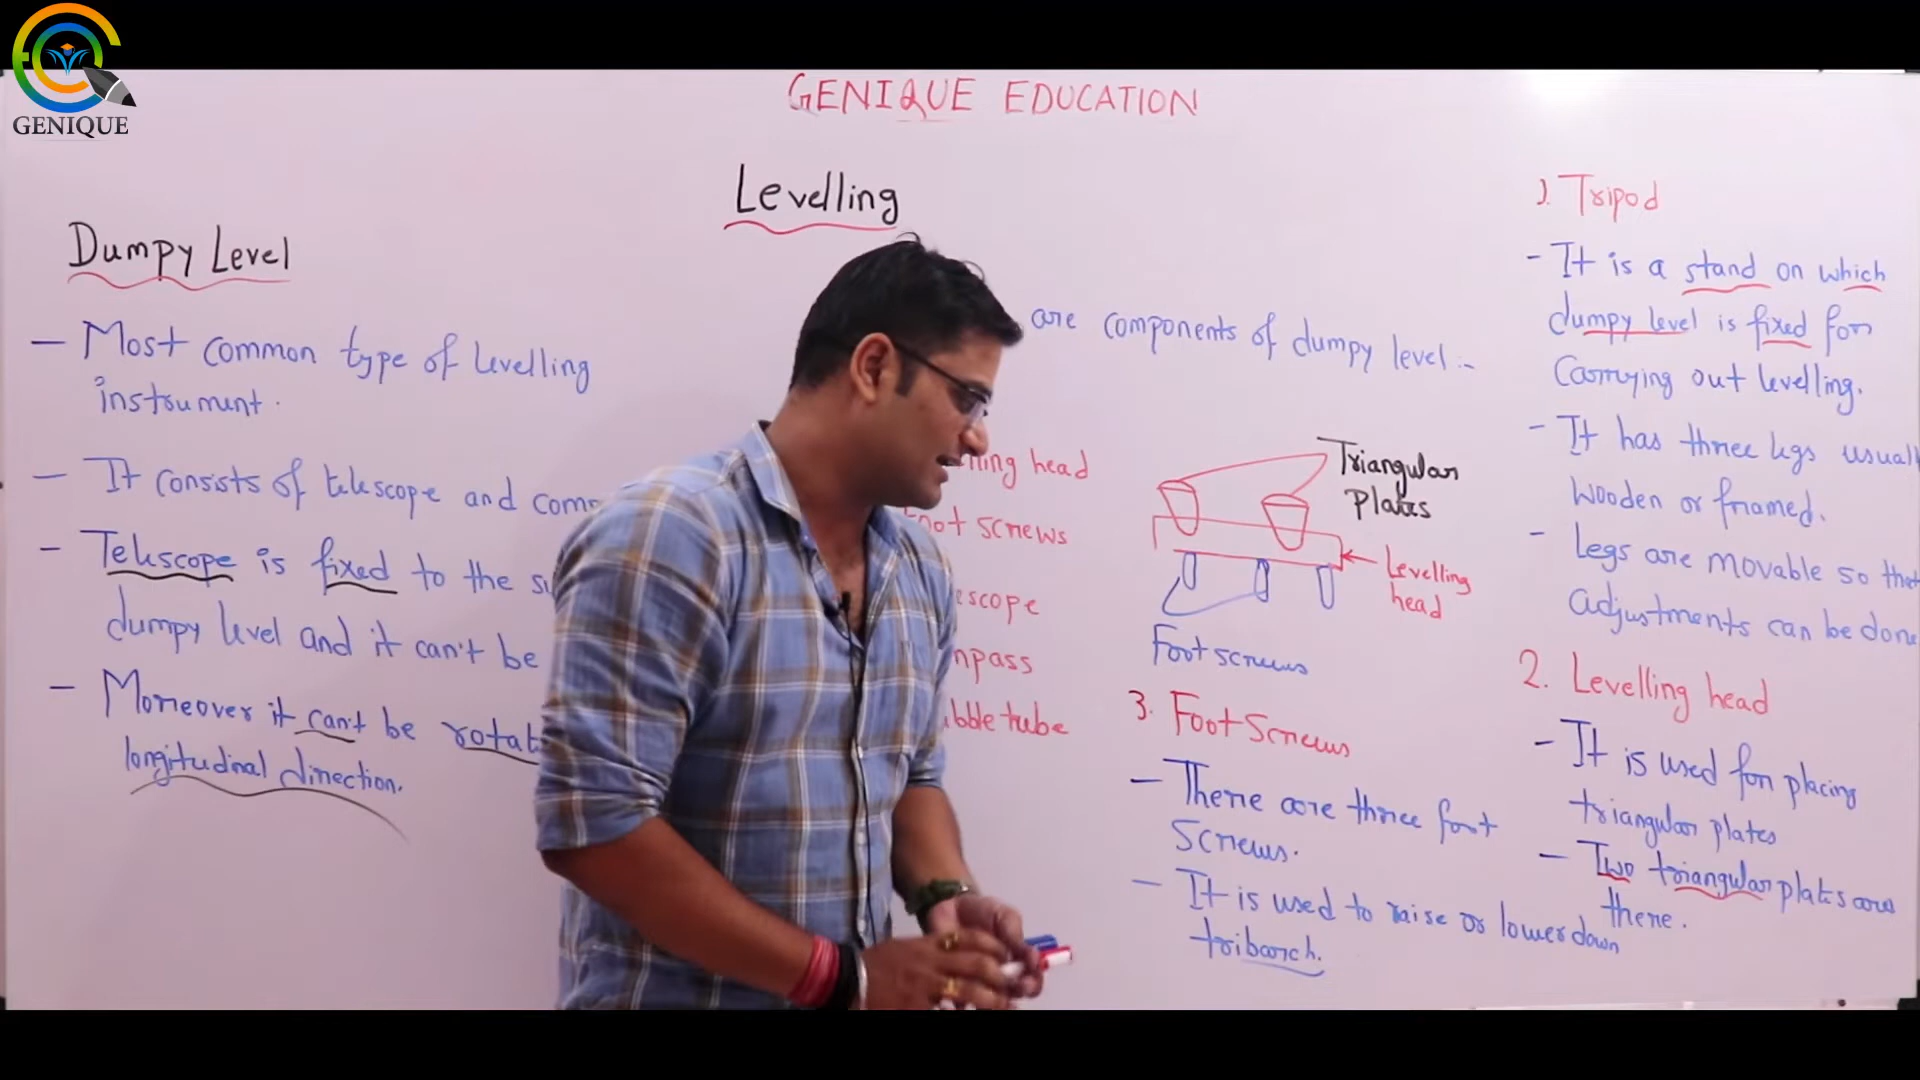 GENIQUE
GENIQUE EDUCATION
Levelling
Dumpy Level
— Most common type of levelling
instrument.
— It consists of telescope and
- Telescope is fixed to the
dumpy level and it can't be
- Moreover it can't be
longitudinal direction.
are components of dumpy level :-
head
screws
Triangular
plates
Levelling
head
Foot screws
3. Foot Screws
- There are three foot
Screws.
- It is used to raise or lower down
tribarch.
1. Tripod
- It is a stand on which
dumpy level is fixed for
Carrying out levelling.
- It has three legs
wooden or framed.
- Legs are movable so that
adjustments can be done
2. Levelling head
- It is used for placing
triangular plates
- Two triangular plates are
there.